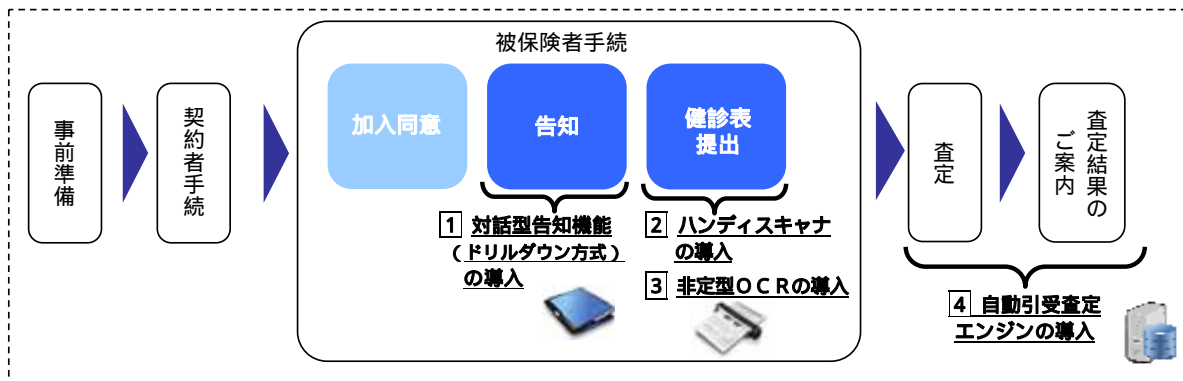 被保険者手続
事前準備
契約者手続
加入同意
告知
健診表
提出
査定
査定結果の
ご案内
1 対話型告知機能
(ドリルダウン方式)
の導入
2 ハンディスキャナ
の導入
3 非定型OCRの導入
4 自動引受査定
エンジンの導入